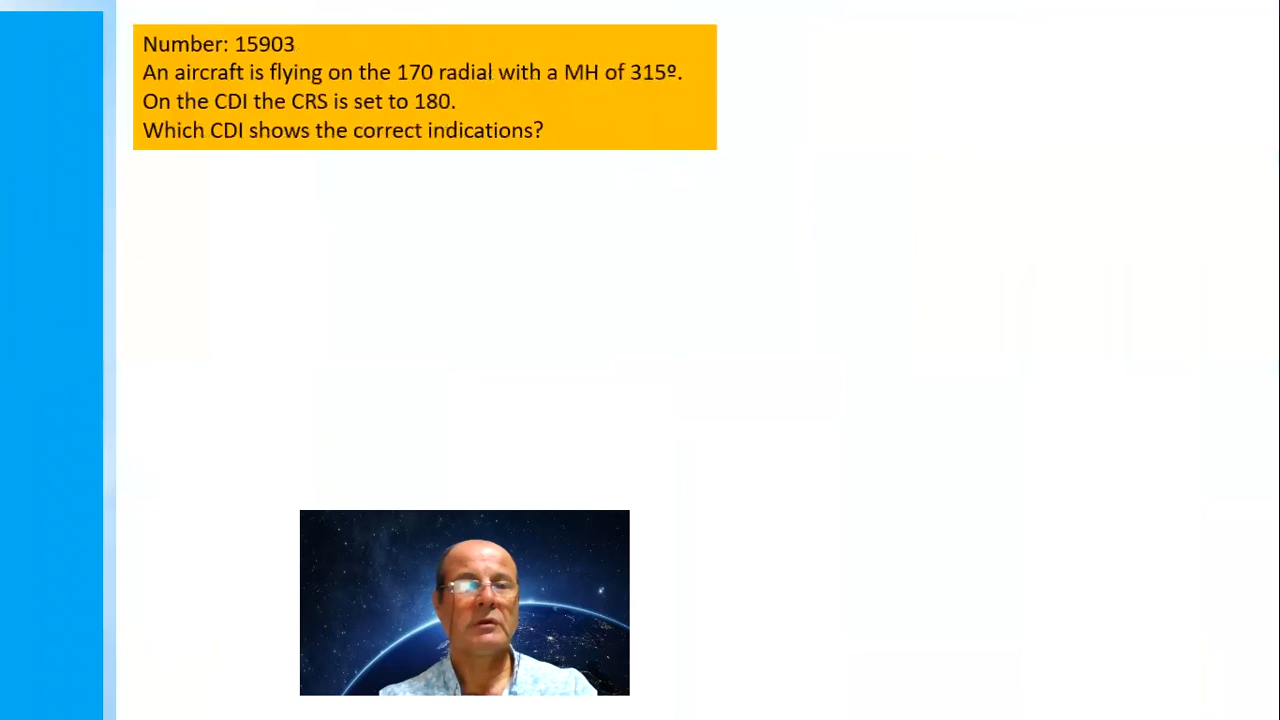 Number: 15903
An aircraft is flying on the 170 radial with a MH of 315º.
On the CDI the CRS is set to 180.
Which CDI shows the correct indications?